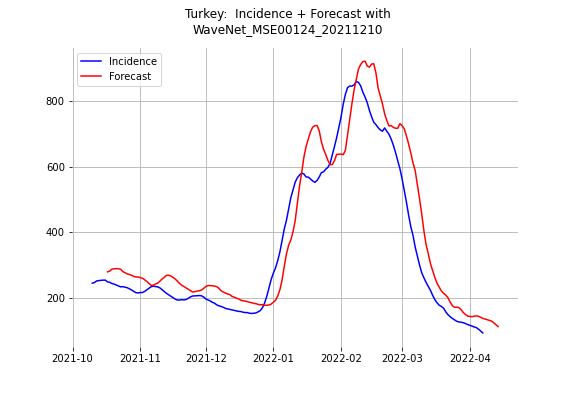 Turkey:  Incidence + Forecast with
WaveNet_MSE00124_20211210
Incidence
Forecast
800
600
400
200
2021-10 2021-11 2021-12 2022-01 2022-02 2022-03 2022-04